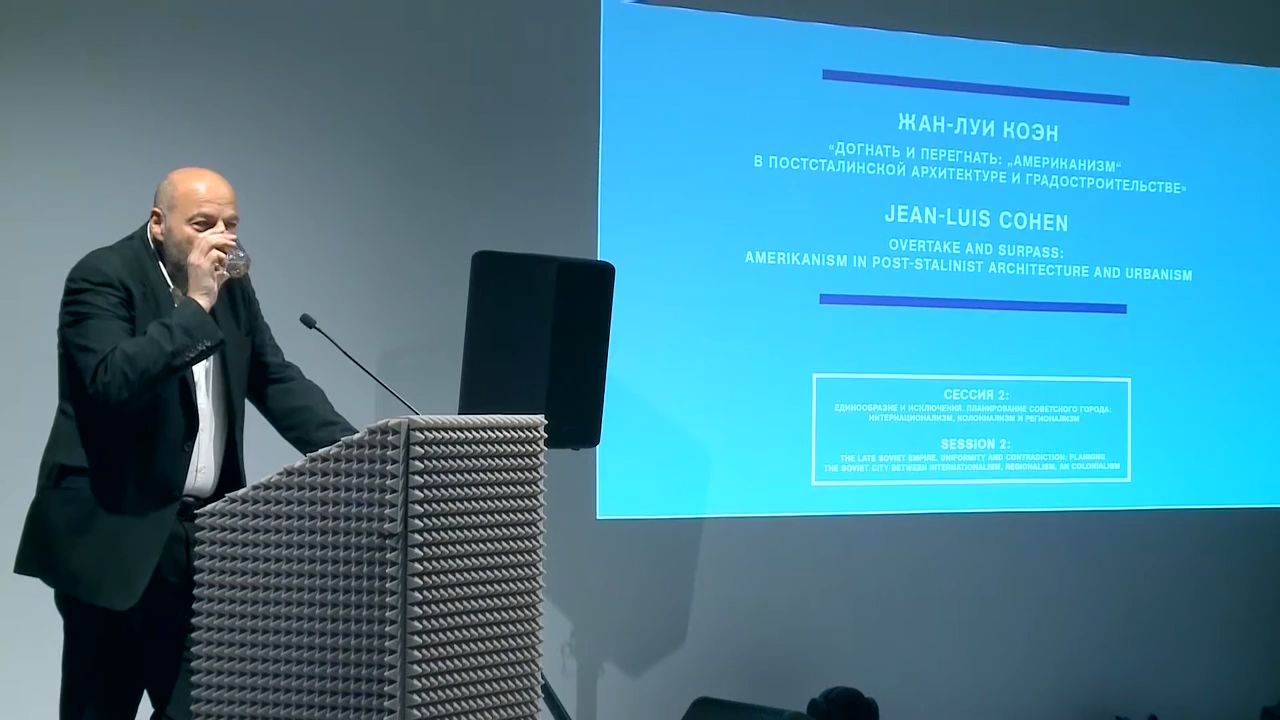 ЖАН-ЛУИ КОЭН
«ДОГНАТЬ И ПЕРЕГНАТЬ: „АМЕРИКАНИЗМ“
В ПОСТСТАЛИНСКОЙ АРХИТЕКТУРЕ И ГРАДОСТРОИТЕЛЬСТВЕ»
JEAN-LUIS COHEN
OVERTAKE AND SURPASS:
AMERIKANISM IN POST-STALINIST ARCHITECTURE AND URBANISM
СЕССИЯ 2:
ЕДИНООБРАЗИЕ И ИСКЛЮЧЕНИЯ. ПЛАНИРОВАНИЕ СОВЕТСКОГО ГОРОДА:
ИНТЕРНАЦИОНАЛИЗМ, КОЛОНИАЛИЗМ И РЕГИОНАЛИЗМ
SESSION 2:
THE LATE SOVIET EMPIRE. UNIFORMITY AND CONTRADICTION: PLANNING
THE SOVIET CITY BETWEEN INTERNATIONALISM, REGIONALISM, AN COLONIALISM